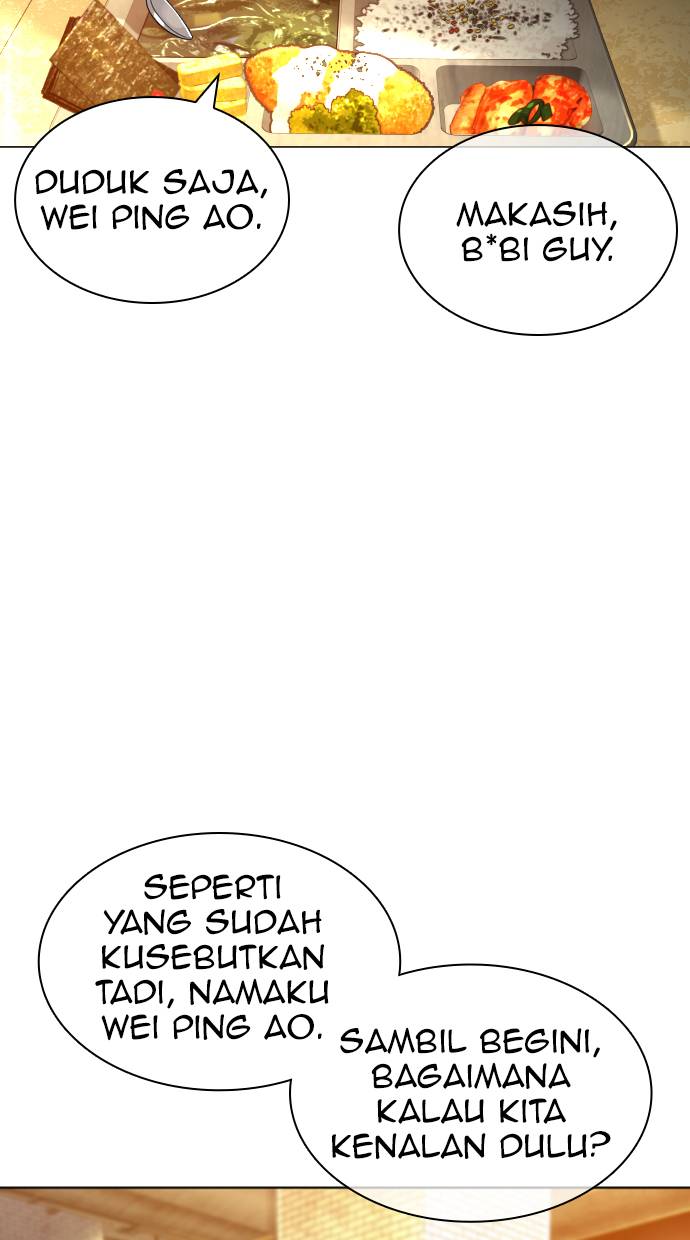 DUDUK SAJA,
WEI PING AO.
MAKASIH,
B*BI GUY.
SEPERTI
YANG SUDAH
KUSEBUTKAN
TADI, NAMAKU
WEI PING AO.
SAMBIL BEGINI,
BAGAIMANA
KALAU KITA
KENALAN DULU?